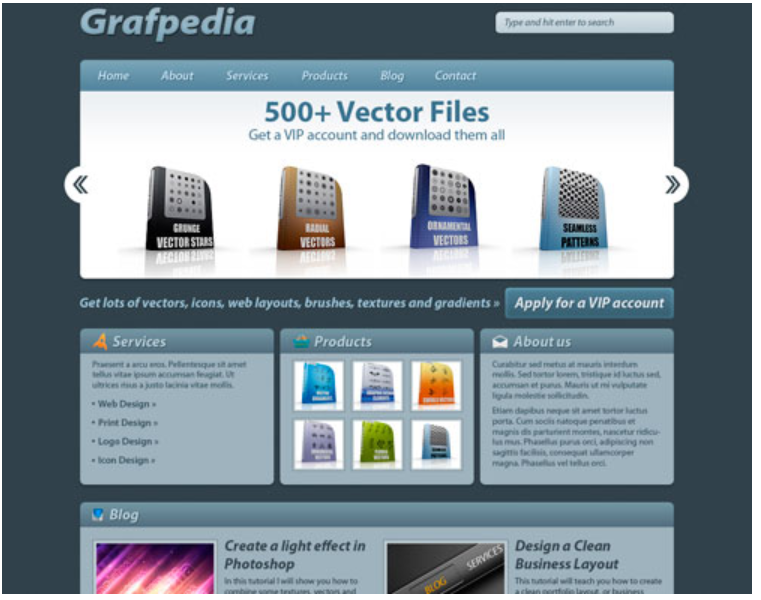 Grafpedia
Type and hit enter to search
Home About Services Products Blog Contact
500+ Vector Files
Get a VIP account and download them all
GRUNGE
VECTOR STARS
RADIAL
VECTORS
ORNAMENTAL
VECTORS
SEAMLESS
PATTERNS
Get lots of vectors, icons, web layouts, brushes, textures and gradients »
Apply for a VIP account
Services
Praesent a arcu eros. Pellentesque sit amet
tellus vitae ipsum accumsan feugiat. Ut
ultrices risus a justo lacinia vitae mollis.
• Web Design »
• Print Design »
• Logo Design »
• Icon Design »
Products
About us
Curabitur sed metus at mauris interdum
mollis. Sed tortor lorem, tristique id luctus sed,
accumsan et purus. Mauris ut mi vulputate
ligula molestie sollicitudin.
Etiam dapibus neque sit amet tortor luctus
porta. Cum sociis natoque penatibus et
magnis dis parturient montes, nascetur ridicu-
lus mus. Phasellus purus orci, adipiscing non
sagittis facilisis, consequat ullamcorper
magna. Phasellus vel tellus orci.
Blog
Create a light effect in
Photoshop
In this tutorial I will show you how to
combine some textures, vectors and
BLOG
SERVICES
Design a Clean
Business Layout
This tutorial will teach you how to create
a clean portfolio layout, or business